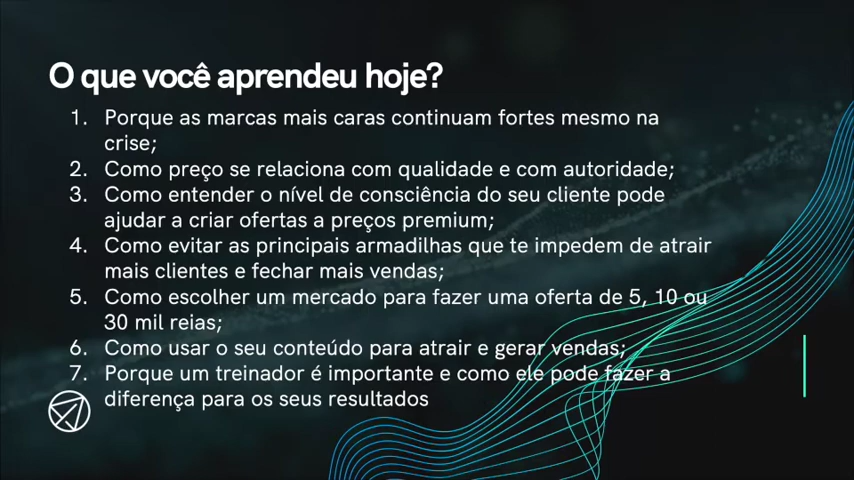 O que você aprendeu hoje?
1. Porque as marcas mais caras continuam fortes mesmo na
crise;
2. Como preço se relaciona com qualidade e com autoridade;
3. Como entender o nível de consciência do seu cliente pode
ajudar a criar ofertas a preços premium;
4. Como evitar as principais armadilhas que te impedem de atrair
mais clientes e fechar mais vendas;
5. Como escolher um mercado para fazer uma oferta de 5, 10 ou
30 mil reias;
6. Como usar o seu conteúdo para atrair e gerar vendas;
7. Porque um treinador é importante e como ele pode fazer a
diferença para os seus resultados